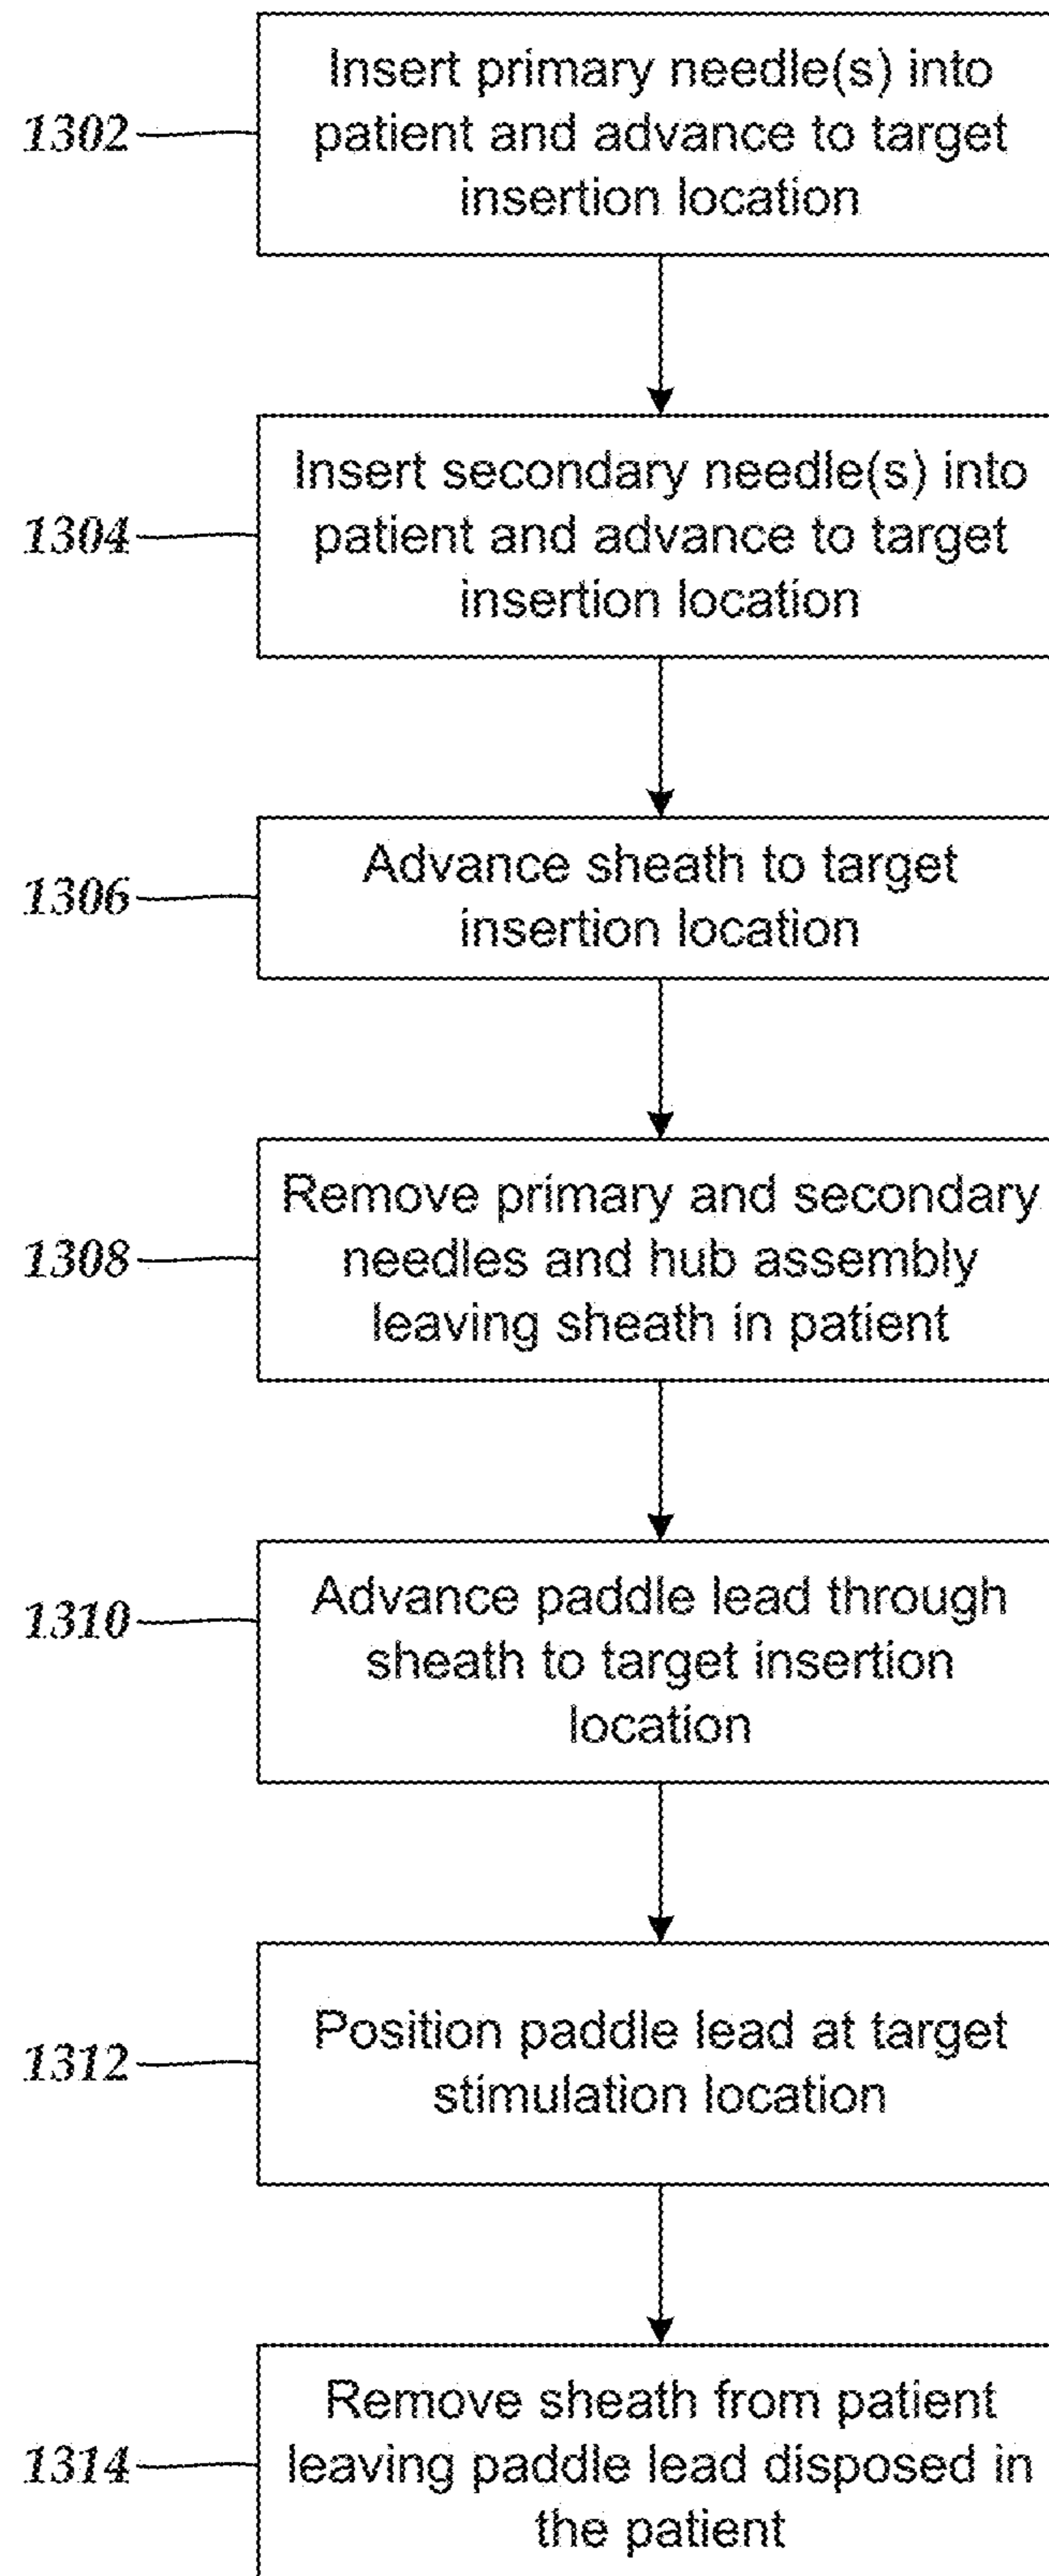 1302
Insert primary needle(s) into
patient and advance to target
insertion location
1304
Insert secondary needle(s) into
patient and advance to target
insertion location
1306
Advance sheath to target
insertion location
1308
Remove primary and secondary
needles and hub assembly
leaving sheath in patient
1310
Advance paddle lead through
sheath to target insertion
location
1312
Position paddle lead at target
stimulation location
1314
Remove sheath from patient
leaving paddle lead disposed in
the patient